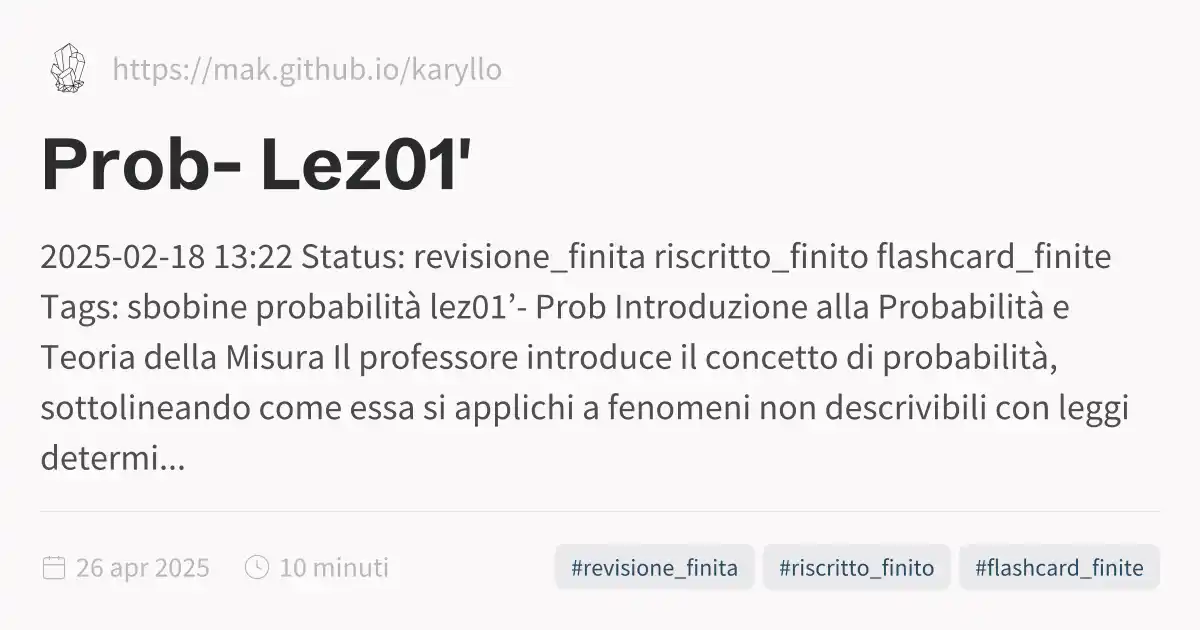 https://mak.github.io/karyllo
Prob- Lez01'
2025-02-18 13:22 Status: revisione_finita riscritto_finito flashcard_finite
Tags: sbobine probabilità lez01’- Prob Introduzione alla Probabilità e
Teoria della Misura Il professore introduce il concetto di probabilità,
sottolineando come essa si applichi a fenomeni non descrivibili con leggi
determi...
26 apr 2025 10 minuti #revisione_finita #riscritto_finito #flashcard_finite